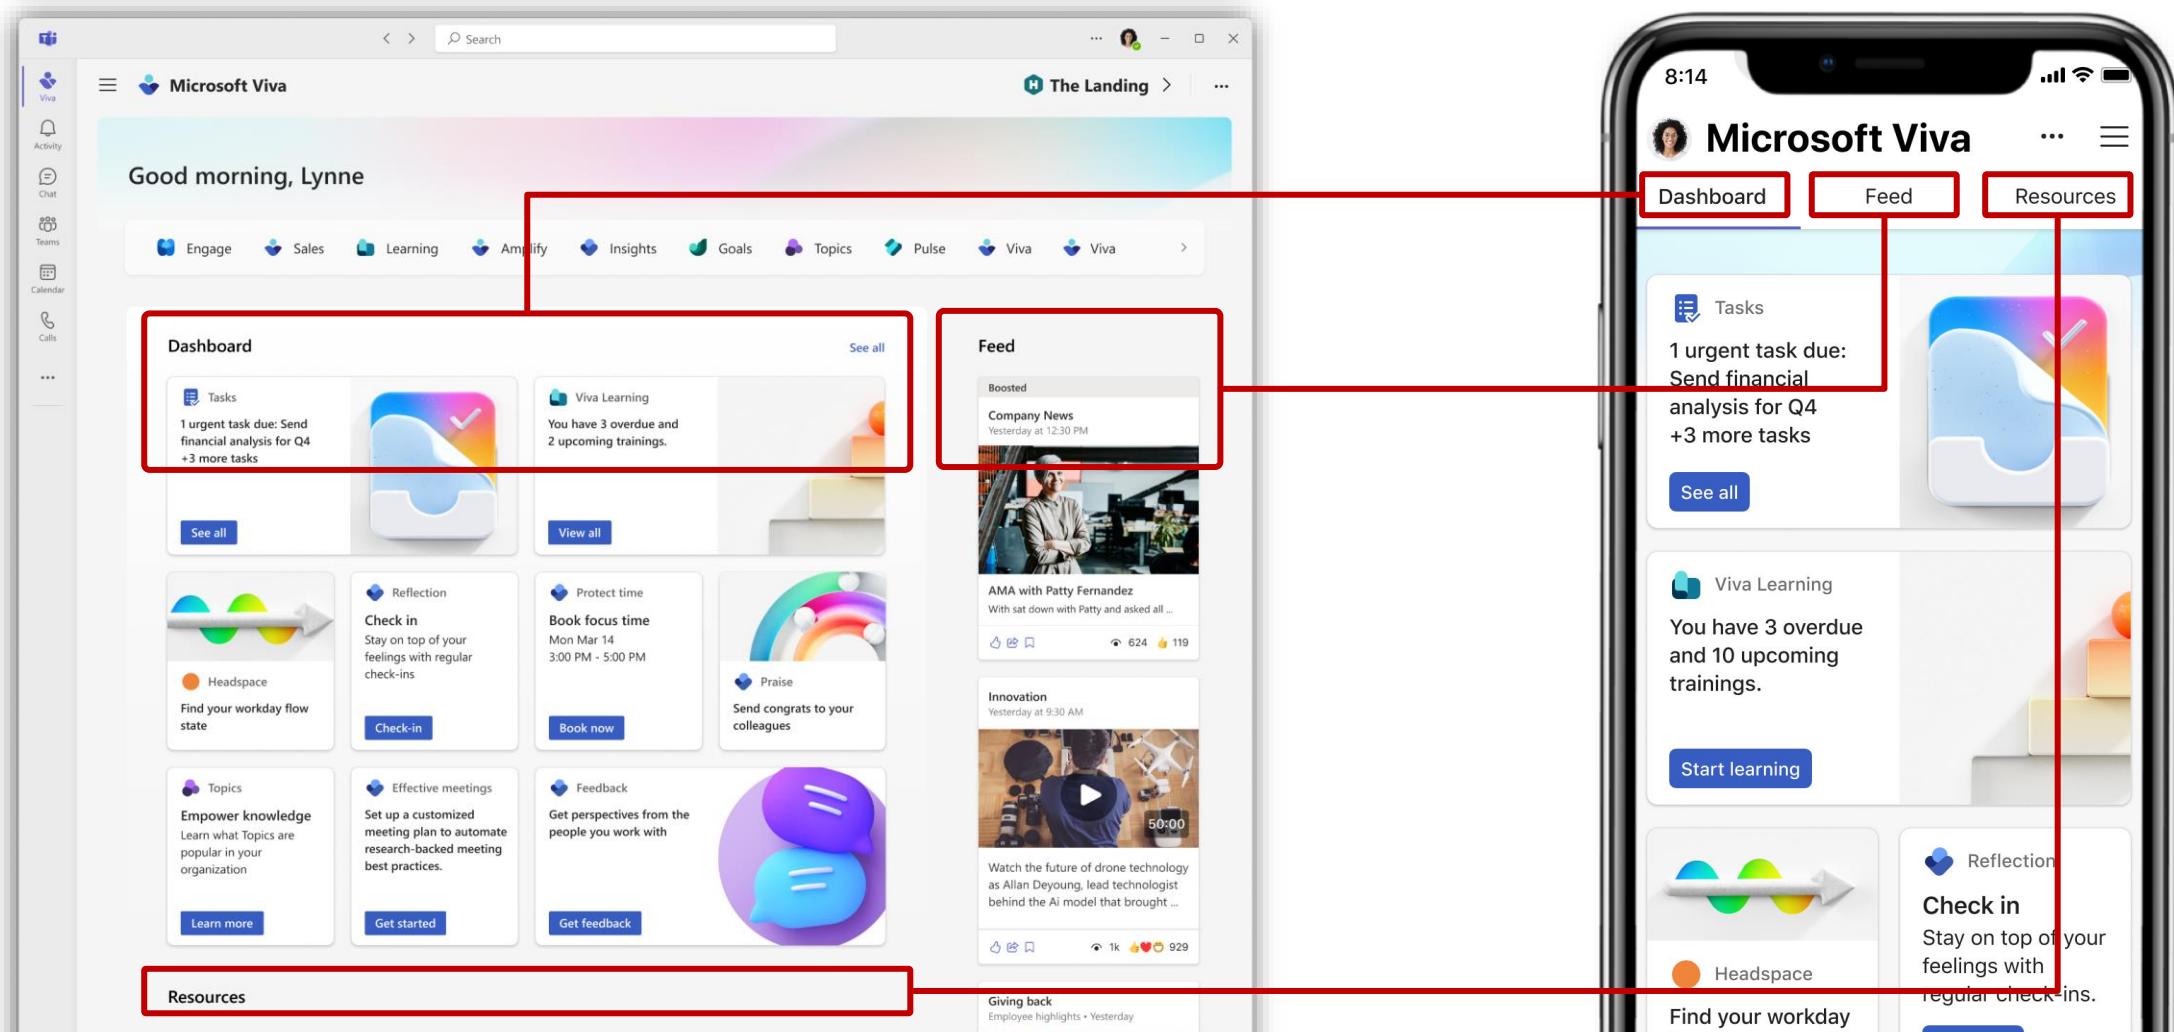 Search
Viva
Activity
Chat
Teams
Calendar
Calls
Microsoft Viva
The Landing
Good morning, Lynne
Engage
Sales
Learning
Amplify
Insights
Goals
Topics
Pulse
Viva
Viva
Dashboard
See all
Tasks
1 urgent task due: Send
financial analysis for Q4
+3 more tasks
See all
Viva Learning
You have 3 overdue and
2 upcoming trainings.
View all
Headspace
Find your workday flow
state
Reflection
Check in
Stay on top of your
feelings with regular
check-ins
Check-in
Protect time
Book focus time
Mon Mar 14
3:00 PM - 5:00 PM
Book now
Praise
Send congrats to your
colleagues
Topics
Empower knowledge
Learn what Topics are
popular in your
organization
Learn more
Effective meetings
Set up a customized
meeting plan to automate
research-backed meeting
best practices.
Get started
Feedback
Get perspectives from the
people you work with
Get feedback
Resources
Feed
Boosted
Company News
Yesterday at 12:30 PM
AMA with Patty Fernandez
With sat down with Patty and asked all ...
624 119
Innovation
Yesterday at 9:30 AM
50:00
Watch the future of drone technology
as Allan Deyoung, lead technologist
behind the Ai model that brought ...
1k 929
Giving back
Employee highlights • Yesterday
8:14
Microsoft Viva
Dashboard
Feed
Resources
Tasks
1 urgent task due:
Send financial
analysis for Q4
+3 more tasks
See all
Viva Learning
You have 3 overdue
and 10 upcoming
trainings.
Start learning
Headspace
Find your workday
Reflection
Check in
Stay on top of your
feelings with
regular check-ins.